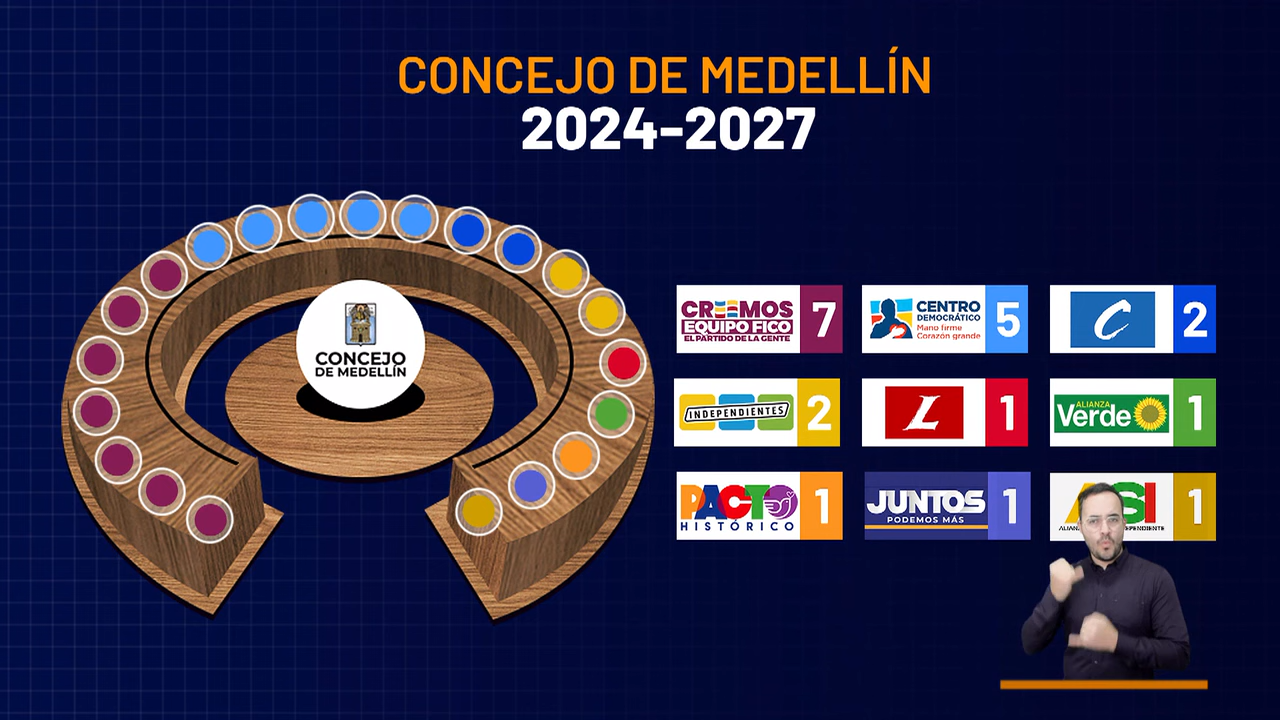 CONCEJO DE MEDELLÍN
2024-2027
CONCEJO
DE MEDELLÍN
CREEMOS
EQUIPO FICO
EL PARTIDO DE LA GENTE
7
CENTRO
DEMOCRÁTICO
Mano firme
Corazón grande
5
C
2
INDEPENDIENTES
2
L
1
ALIANZA
Verde
1
PACTO
HISTÓRICO
1
JUNTOS
PODEMOS MÁS
1
ASI
1